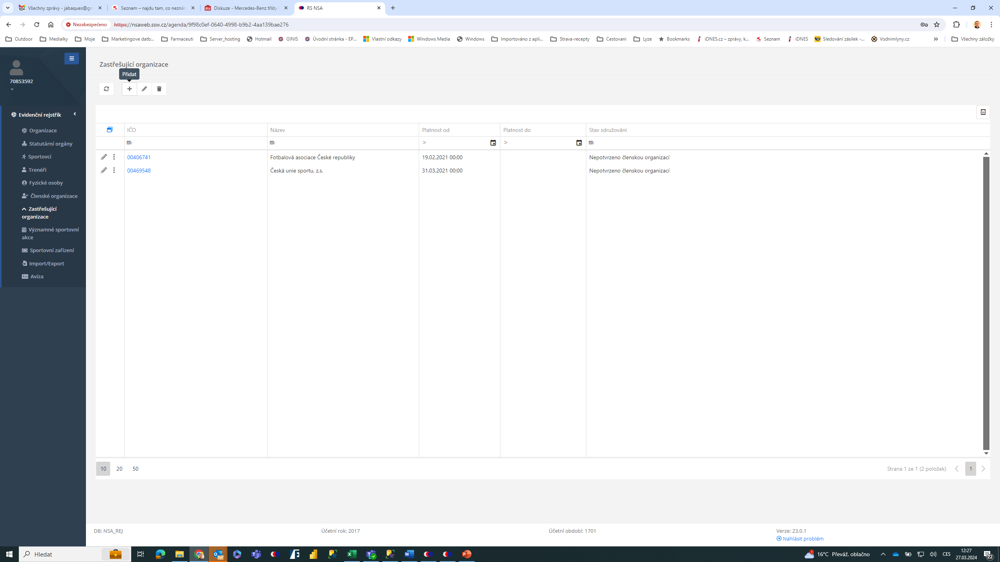 Všechny zprávy - jabaques@gm
Seznam – najdu tam, co neznám
Diskuze - Mercedes-Benz třídy
RS NSA
Nezabezpečeno
https://nsaweb.ssw.cz/agenda/9f98c0ef-0640-4998-b9b2-4aa139bae276
Outdoor
Medialky
Moje
Marketingove datb...
Farmaceuti
Server_hosting
Hotmail
GINIS
Úvodní stránka - EP...
Vlastní odkazy
Windows Media
Windows
Importováno z apli...
Strava-recepty
Cestovani
Lyze
Bookmarks
iDNES.cz – zprávy, k...
Seznam
iDNES
Sledování zásilek -...
Vodnimlyny.cz
Všechny záložky
70853592
Evidenční rejstřík
Organizace
Statutární orgány
Sportovci
Trenéři
Fyzické osoby
Členské organizace
Zastřešující
organizace
Významné sportovní
akce
Sportovní zařízení
Import/Export
Avíza
Zastřešující organizace
Přidat
xlsx
IČO Název Platnost od Platnost do Stav sdružování
> >
00406741 Fotbalová asociace České republiky 19.02.2021 00:00 Nepotvrzeno členskou organizací
00469548 Česká unie sportu, z.s. 31.03.2021 00:00 Nepotvrzeno členskou organizací
10 20 50
Strana 1 ze 1 (2 položek) 1
DB: NSA_REJ
Účetní rok: 2017
Účetní období: 1701
Verze: 23.0.1
Nahlásit problém
Hledat
1
16°C Převáž. oblačno
CES
12:27
27.03.2024
22